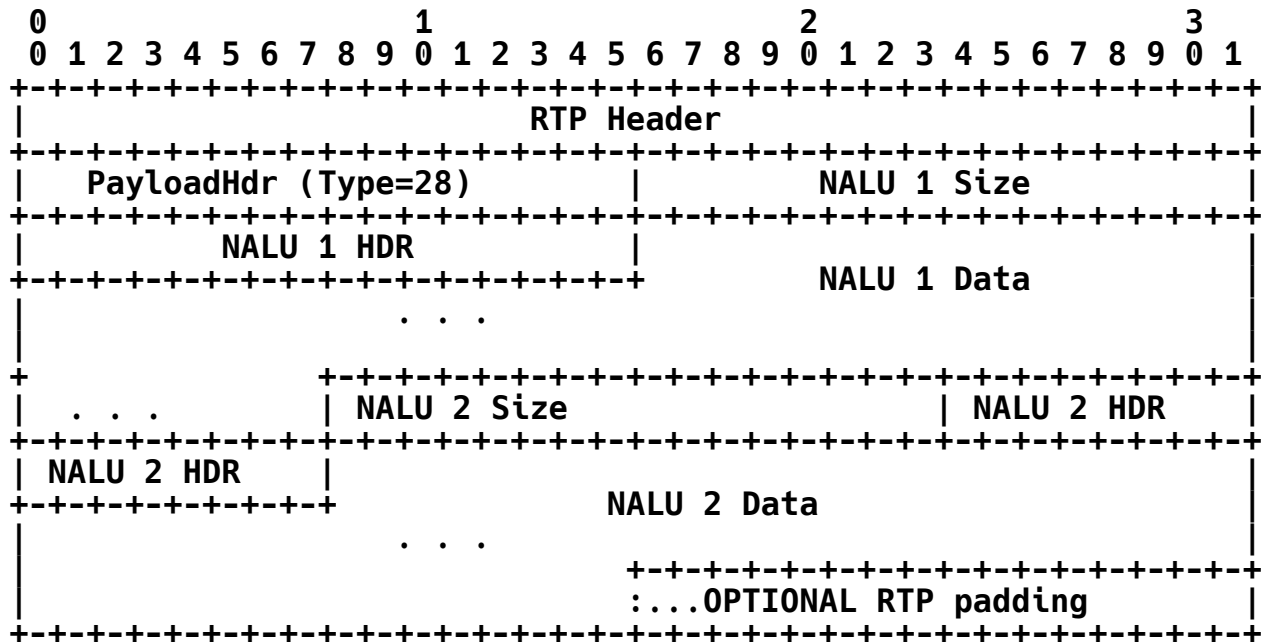 0                   1                   2                   3
 0 1 2 3 4 5 6 7 8 9 0 1 2 3 4 5 6 7 8 9 0 1 2 3 4 5 6 7 8 9 0 1
+-+-+-+-+-+-+-+-+-+-+-+-+-+-+-+-+-+-+-+-+-+-+-+-+-+-+-+-+-+-+-+-+
|                          RTP Header                           |
+-+-+-+-+-+-+-+-+-+-+-+-+-+-+-+-+-+-+-+-+-+-+-+-+-+-+-+-+-+-+-+-+
|   PayloadHdr (Type=28)        |         NALU 1 Size           |
+-+-+-+-+-+-+-+-+-+-+-+-+-+-+-+-+-+-+-+-+-+-+-+-+-+-+-+-+-+-+-+-+
|          NALU 1 HDR           |                               |
+-+-+-+-+-+-+-+-+-+-+-+-+-+-+-+-+         NALU 1 Data           |
|                   . . .                                       |
|                                                               |
+               +-+-+-+-+-+-+-+-+-+-+-+-+-+-+-+-+-+-+-+-+-+-+-+-+
|  . . .        | NALU 2 Size                   | NALU 2 HDR    |
+-+-+-+-+-+-+-+-+-+-+-+-+-+-+-+-+-+-+-+-+-+-+-+-+-+-+-+-+-+-+-+-+
| NALU 2 HDR    |                                               |
+-+-+-+-+-+-+-+-+              NALU 2 Data                      |
|                   . . .                                       |
|                               +-+-+-+-+-+-+-+-+-+-+-+-+-+-+-+-+
|                               :...OPTIONAL RTP padding        |
+-+-+-+-+-+-+-+-+-+-+-+-+-+-+-+-+-+-+-+-+-+-+-+-+-+-+-+-+-+-+-+-+